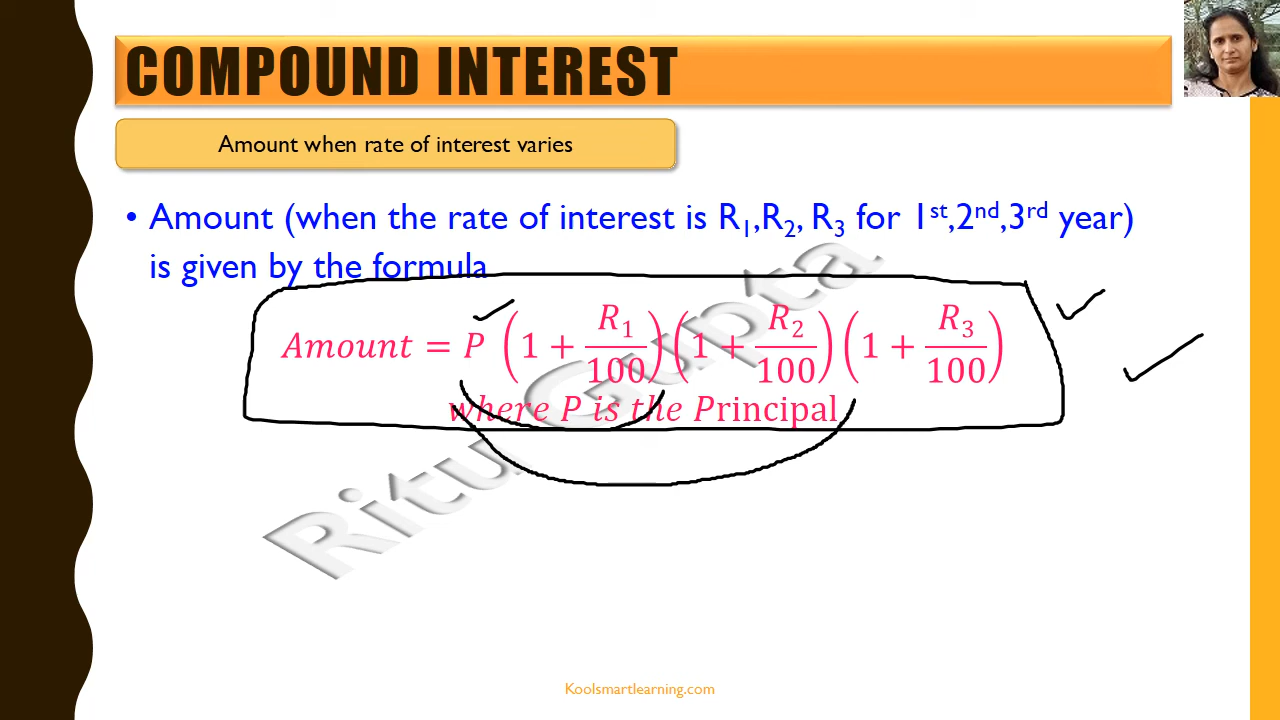 COMPOUND INTEREST
Amount when rate of interest varies
• Amount (when the rate of interest is R₁,R₂, R₃ for 1ˢᵗ,2ⁿᵈ,3ʳᵈ year)
is given by the formula
Amount = P (1 + R₁/100) (1 + R₂/100) (1 + R₃/100)
where P is the Principal
Ritu Gupta
Koolsmartlearning.com